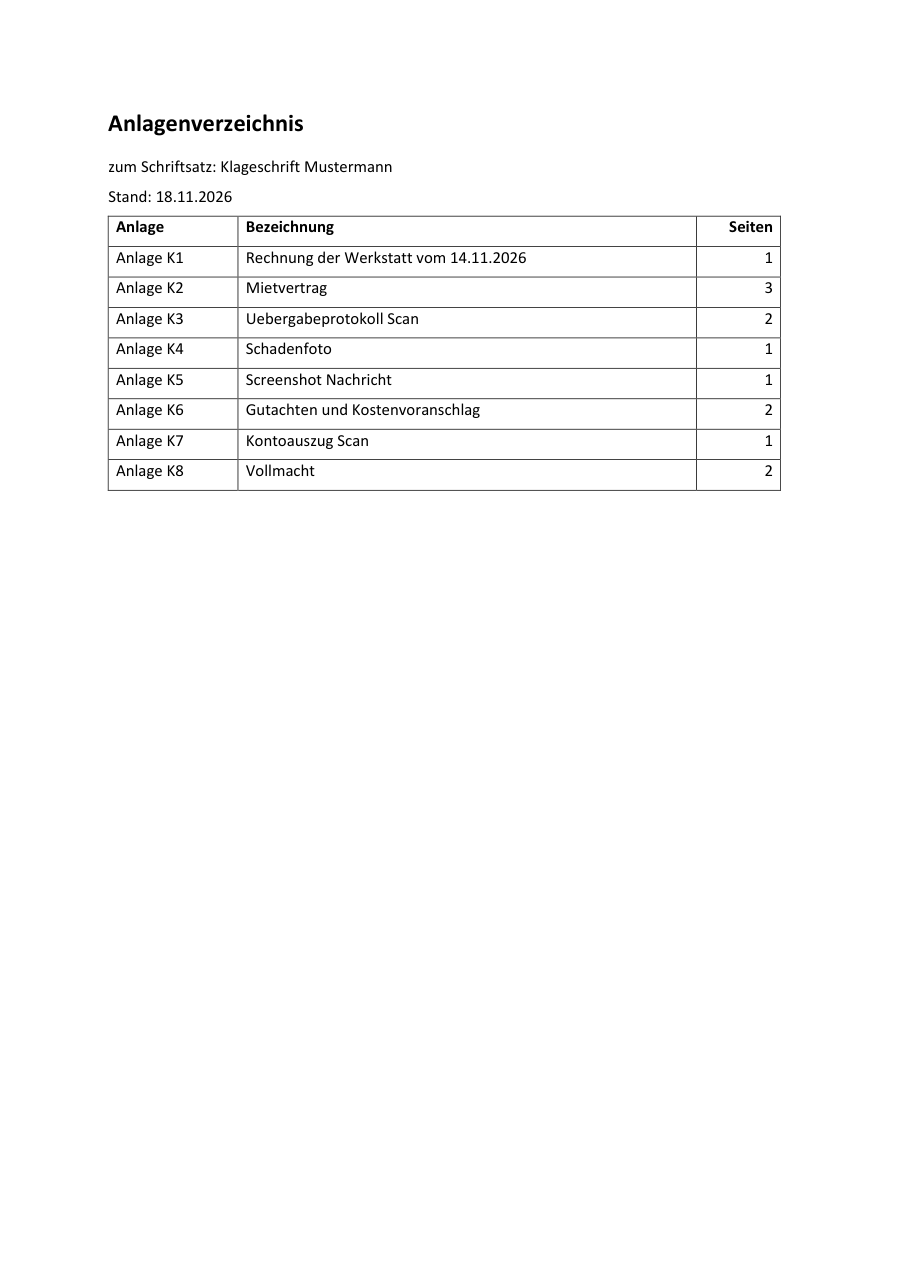 Anlagenverzeichnis
zum Schriftsatz: Klageschrift Mustermann
Stand: 18.11.2026
Anlage Bezeichnung Seiten
Anlage K1 Rechnung der Werkstatt vom 14.11.2026 1
Anlage K2 Mietvertrag 3
Anlage K3 Uebergabeprotokoll Scan 2
Anlage K4 Schadenfoto 1
Anlage K5 Screenshot Nachricht 1
Anlage K6 Gutachten und Kostenvoranschlag 2
Anlage K7 Kontoauszug Scan 1
Anlage K8 Vollmacht 2